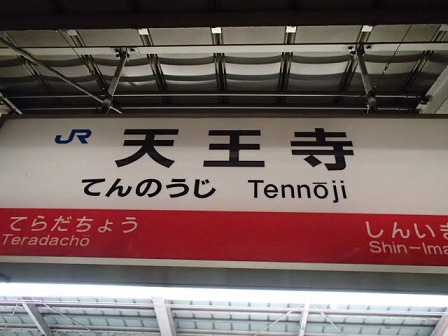 JR 天王寺
てんのうじ Tennōji
てらだちょう しんいま
Teradacho Shin-Ima